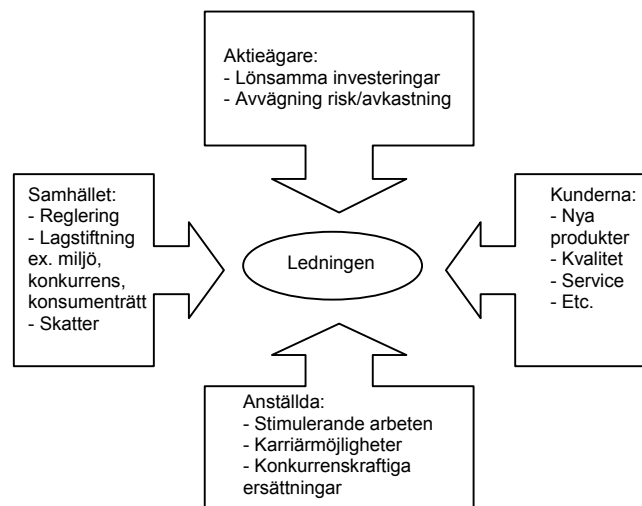 Aktieägare:
- Lönsamma investeringar
- Avvägning risk/avkastning
Samhället:
- Reglering
- Lagstiftning
ex. miljö,
konkurrens,
konsumenträtt
- Skatter
Ledningen
Kunderna:
- Nya
produkter
- Kvalitet
- Service
- Etc.
Anställda:
- Stimulerande arbeten
- Karriärmöjligheter
- Konkurrenskraftiga
ersättningar